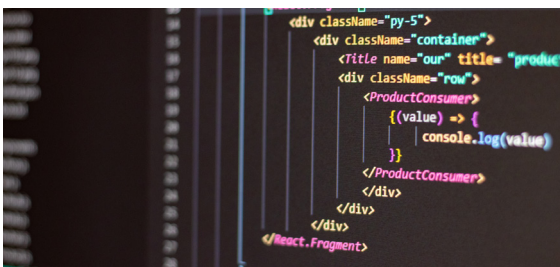 <div className="py-5">
<div className="container">
<Title name="our" title= "produc
<div className="row">
<ProductConsumer>
{(value) => {
console.log(value)
}}
</ProductConsumer>
</div>
</div>
</div>
</React.Fragment>